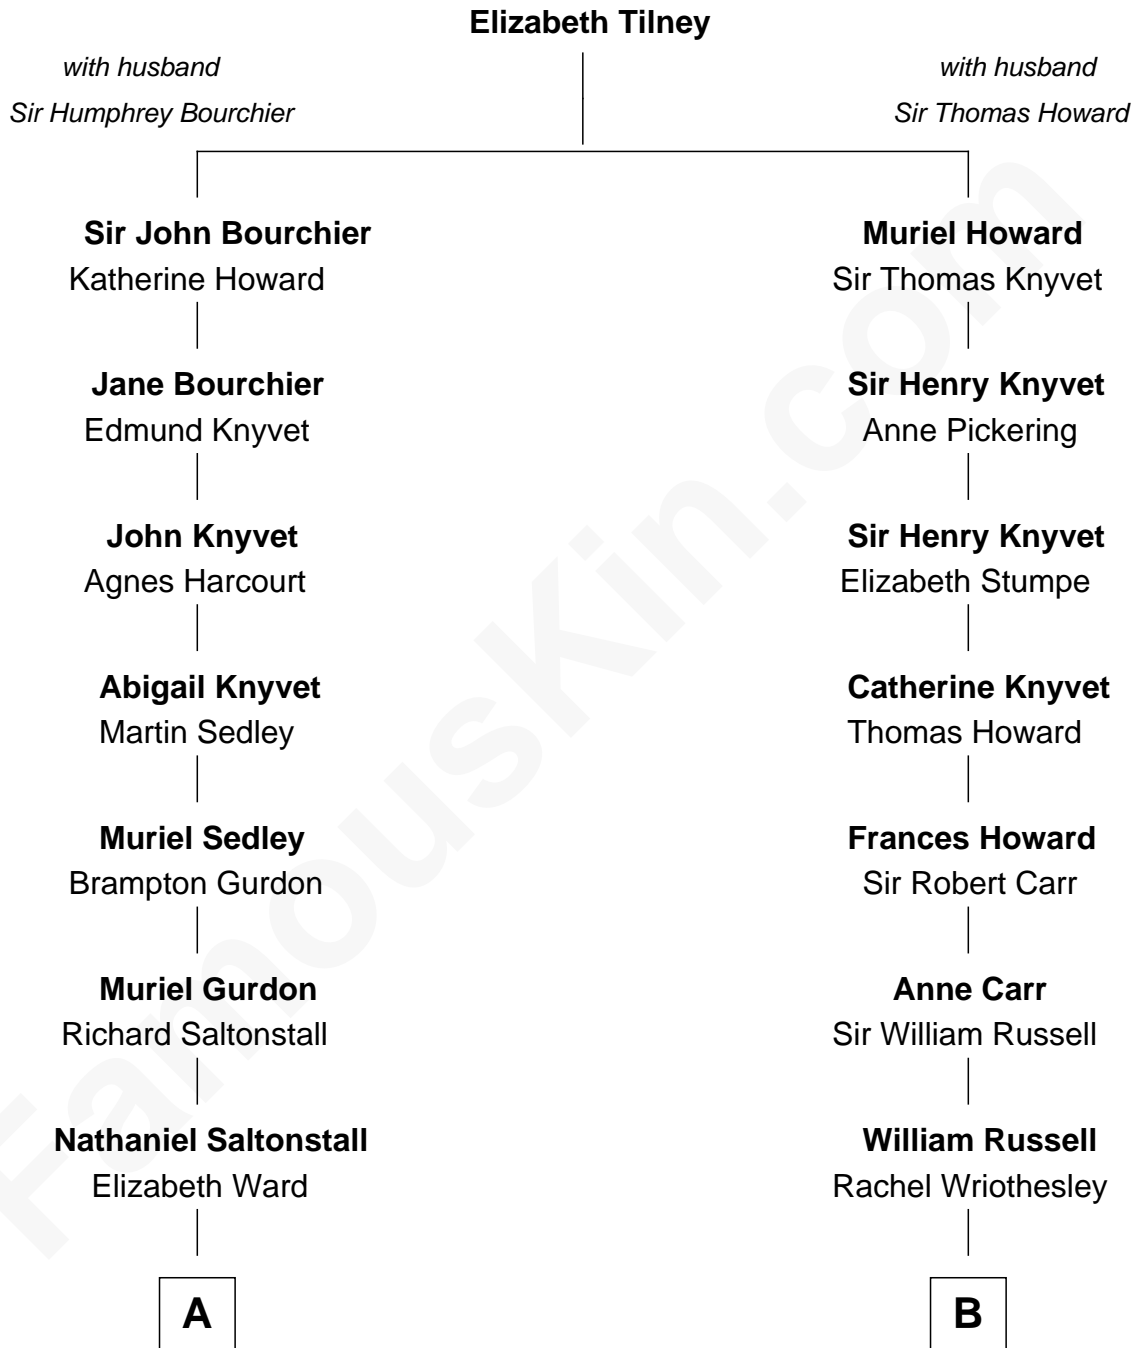 Elizabeth Tilney
with husband
Sir Humphrey Bourchier
with husband
Sir Thomas Howard
Sir John Bourchier
Katherine Howard
Muriel Howard
Sir Thomas Knyvet
Jane Bourchier
Edmund Knyvet
Sir Henry Knyvet
Anne Pickering
John Knyvet
Agnes Harcourt
Sir Henry Knyvet
Elizabeth Stumpe
Abigail Knyvet
Martin Sedley
Catherine Knyvet
Thomas Howard
Muriel Sedley
Brampton Gurdon
Frances Howard
Sir Robert Carr
Muriel Gurdon
Richard Saltonstall
Anne Carr
Sir William Russell
Nathaniel Saltonstall
Elizabeth Ward
William Russell
Rachel Wriothesley
A
B
FamousKin.com